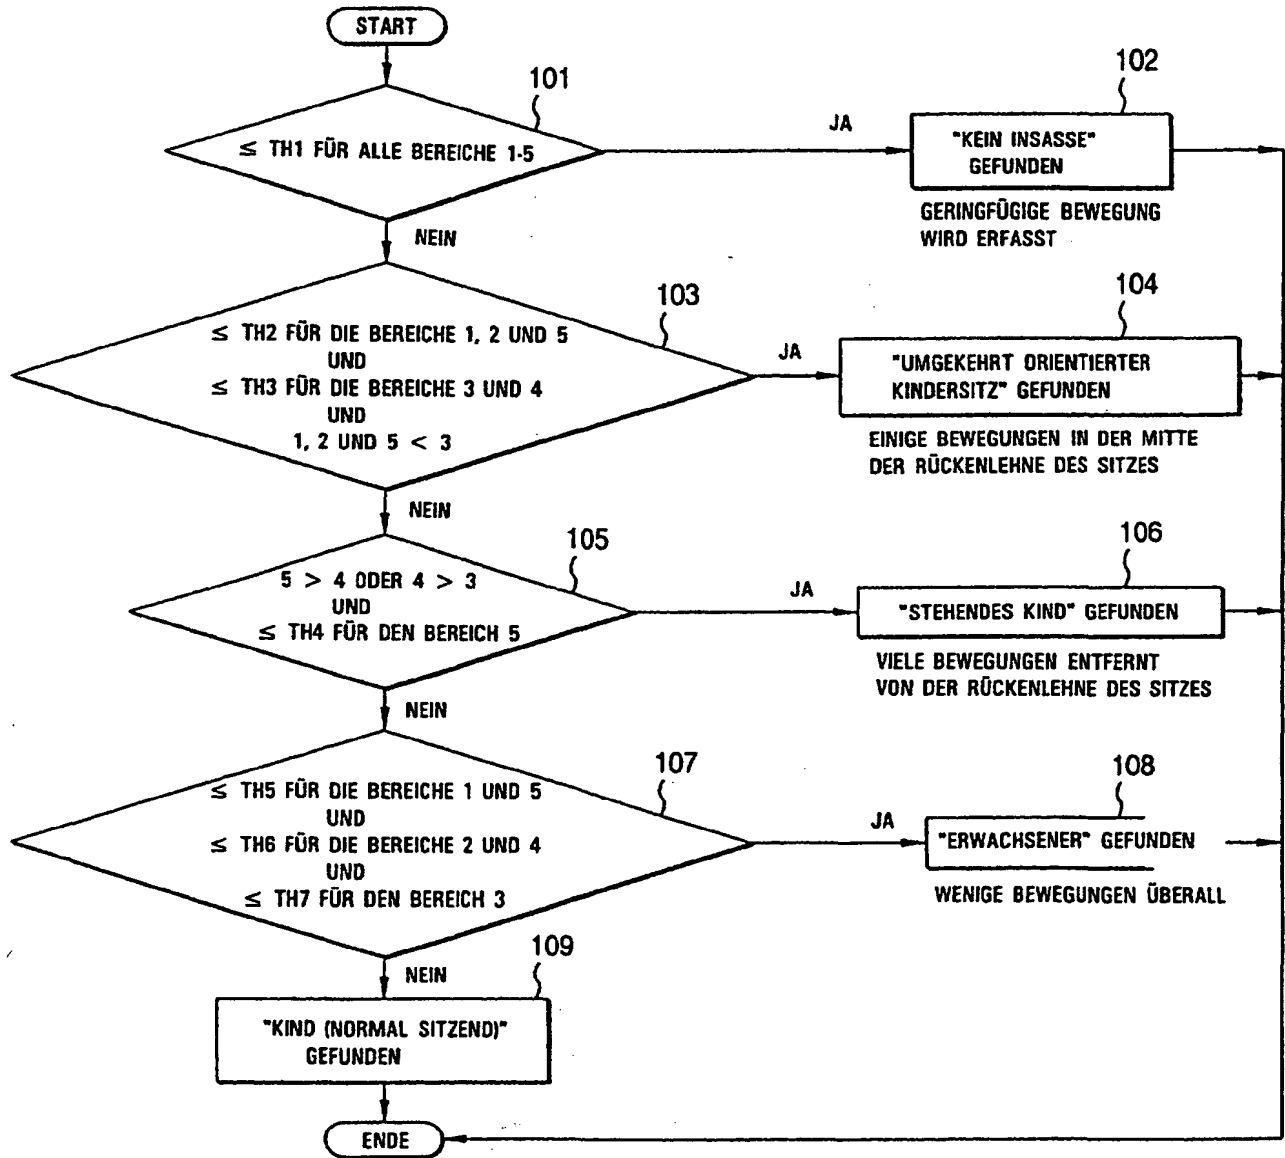 START
101
≤ TH1 FÜR ALLE BEREICHE 1-5
JA
102
"KEIN INSASSE"
GEFUNDEN
GERINGFÜGIGE BEWEGUNG
WIRD ERFASST
NEIN
103
≤ TH2 FÜR DIE BEREICHE 1, 2 UND 5
UND
≤ TH3 FÜR DIE BEREICHE 3 UND 4
UND
1, 2 UND 5 < 3
JA
104
"UMGEKEHRT ORIENTIERTER
KINDERSITZ" GEFUNDEN
EINIGE BEWEGUNGEN IN DER MITTE
DER RÜCKENLEHNE DES SITZES
NEIN
105
5 > 4 ODER 4 > 3
UND
≤ TH4 FÜR DEN BEREICH 5
JA
106
"STEHENDES KIND" GEFUNDEN
VIELE BEWEGUNGEN ENTFERNT
VON DER RÜCKENLEHNE DES SITZES
NEIN
107
≤ TH5 FÜR DIE BEREICHE 1 UND 5
UND
≤ TH6 FÜR DIE BEREICHE 2 UND 4
UND
≤ TH7 FÜR DEN BEREICH 3
JA
108
"ERWACHSENER" GEFUNDEN
WENIGE BEWEGUNGEN ÜBERALL
NEIN
109
"KIND (NORMAL SITZEND)"
GEFUNDEN
ENDE